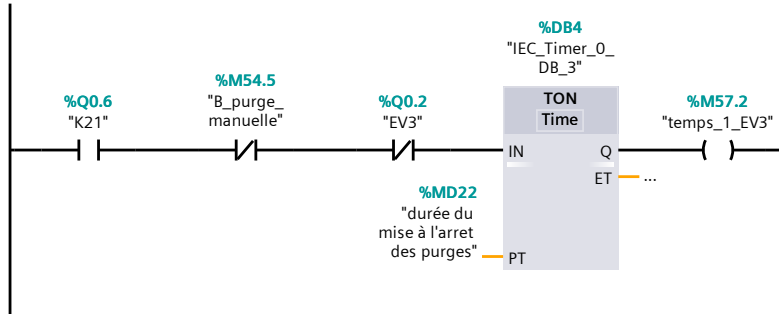 %DB4
"IEC_Timer_0_
DB_3"
%Q0.6
"K21"
%M54.5
"B_purge_
manuelle"
%Q0.2
"EV3"
TON
Time
%M57.2
"temps_1_EV3"
IN
Q
ET
...
%MD22
"durée du
mise à l'arret
des purges"
PT